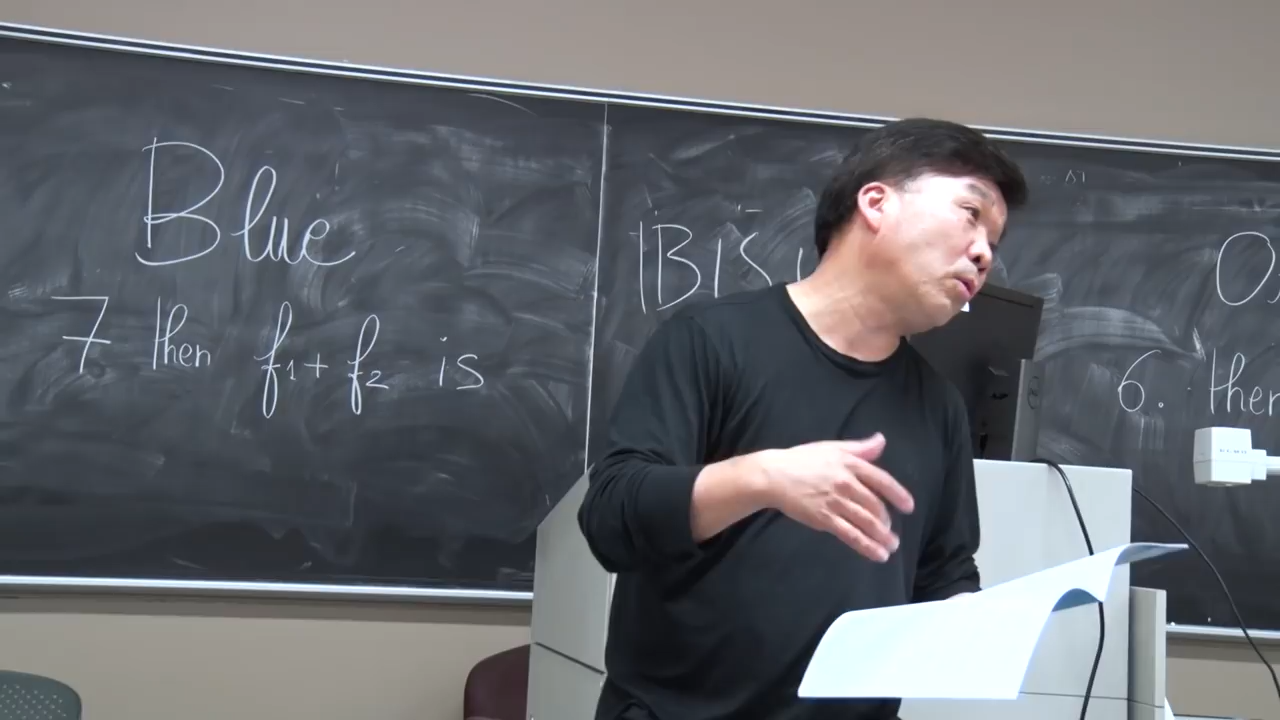 Blue
7 then f₁ + f₂ is
BIS
6. then